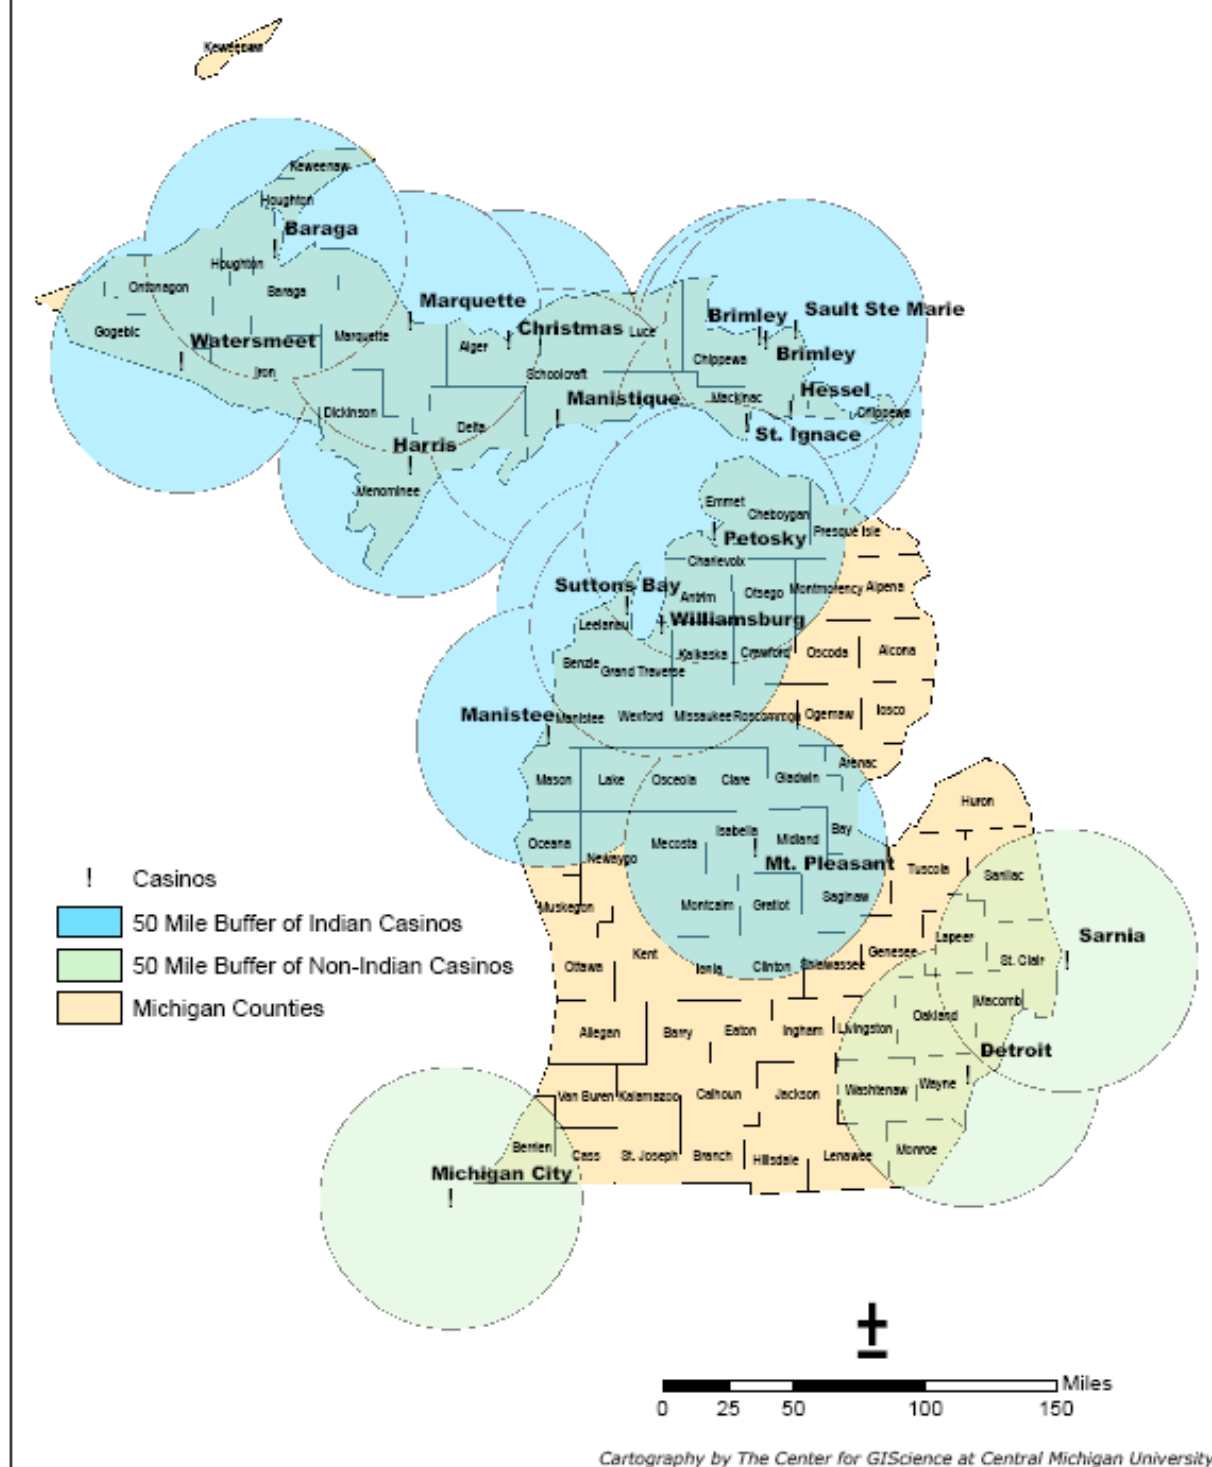 Keweenaw
Keweenaw
Houghton
Baraga
Houghton
Ontonagon
Baraga
Marquette
Sault Ste Marie
Brimley
Christmas
Luce
Gogebic
Watersmeet
Marquette
Alger
Brimley
Chippewa
Iron
Schoolcraft
Hessel
Manistique
Mackinac
Dickinson
Chippewa
Delta
St. Ignace
Harris
Menominee
Emmet
Cheboygan
Presque Isle
Petosky
Charlevoix
Suttons Bay
Antrim
Otsego
Montmorency
Alpena
Leelanau
Williamsburg
Kalkaska
Crawford
Oscoda
Alcona
Benzie
Grand Traverse
Manistee
Manistee
Wexford
Missaukee
Roscommon
Ogemaw
Iosco
Arenac
Mason
Lake
Osceola
Clare
Gladwin
Huron
Oceana
Mecosta
Isabella
Midland
Bay
Newaygo
Mt. Pleasant
Tuscola
Sanilac
! Casinos
Muskegon
Montcalm
Gratiot
Saginaw
50 Mile Buffer of Indian Casinos
Lapeer
Sarnia
Kent
Genesee
St. Clair
50 Mile Buffer of Non-Indian Casinos
Ottawa
Ionia
Clinton
Shiawassee
Michigan Counties
Macomb
Oakland
Allegan
Barry
Eaton
Ingham
Livingston
Detroit
Van Buren
Kalamazoo
Calhoun
Jackson
Washtenaw
Wayne
Berrien
Cass
St. Joseph
Branch
Hillsdale
Lenawee
Monroe
Michigan City
Miles
0 25 50 100 150
Cartography by The Center for GIScience at Central Michigan University